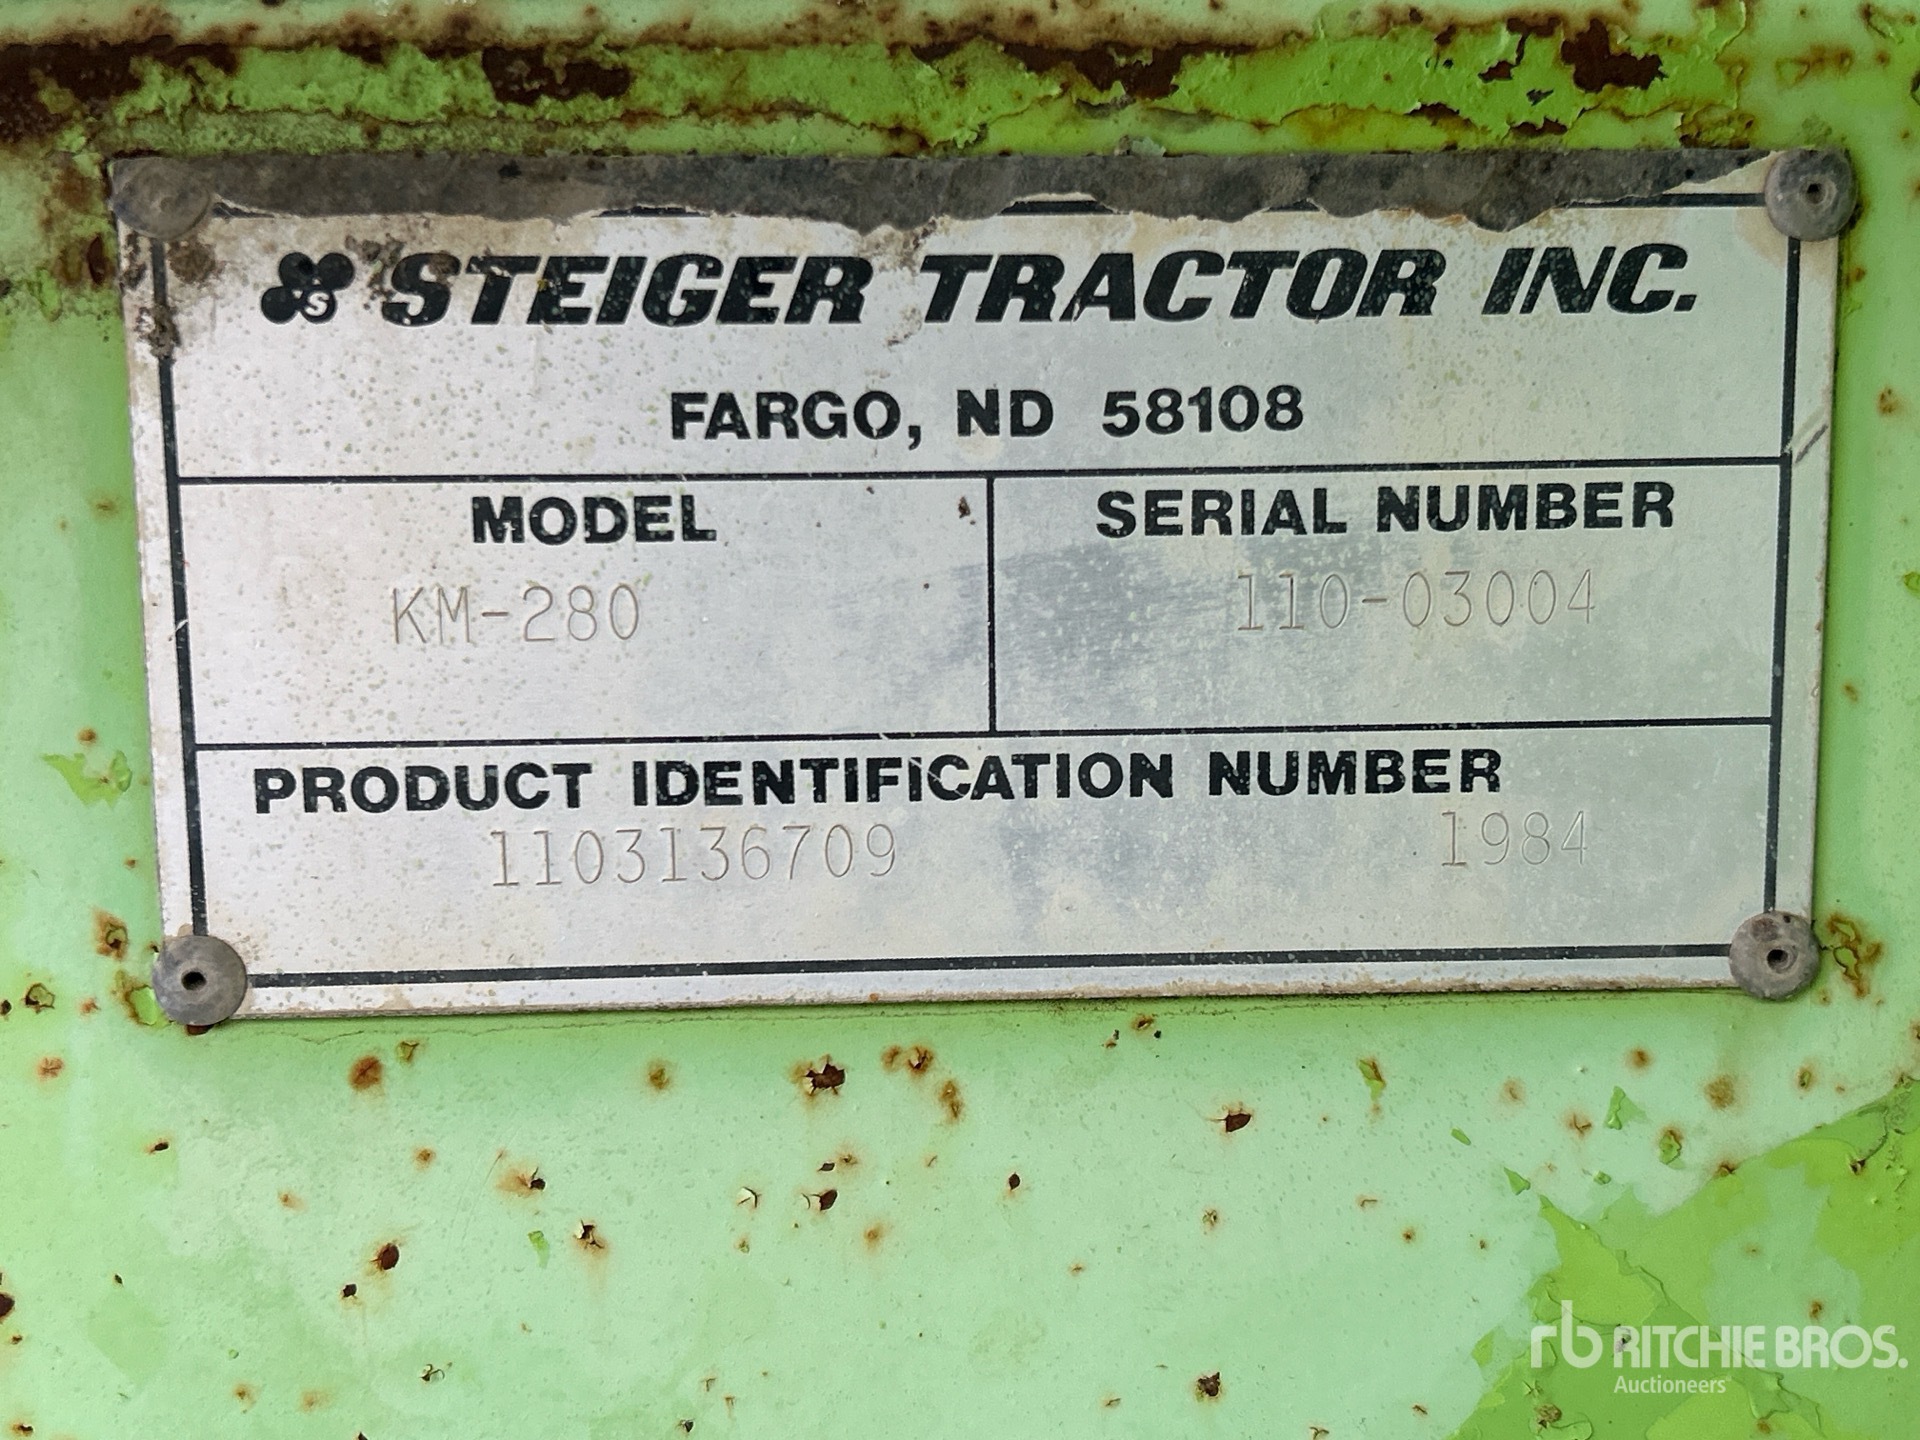 S STEIGER TRACTOR INC.
FARGO, ND 58108
MODEL
KM-280
SERIAL NUMBER
110-03004
PRODUCT IDENTIFICATION NUMBER
1103136709 1984
rb RITCHIE BROS.
Auctioneers